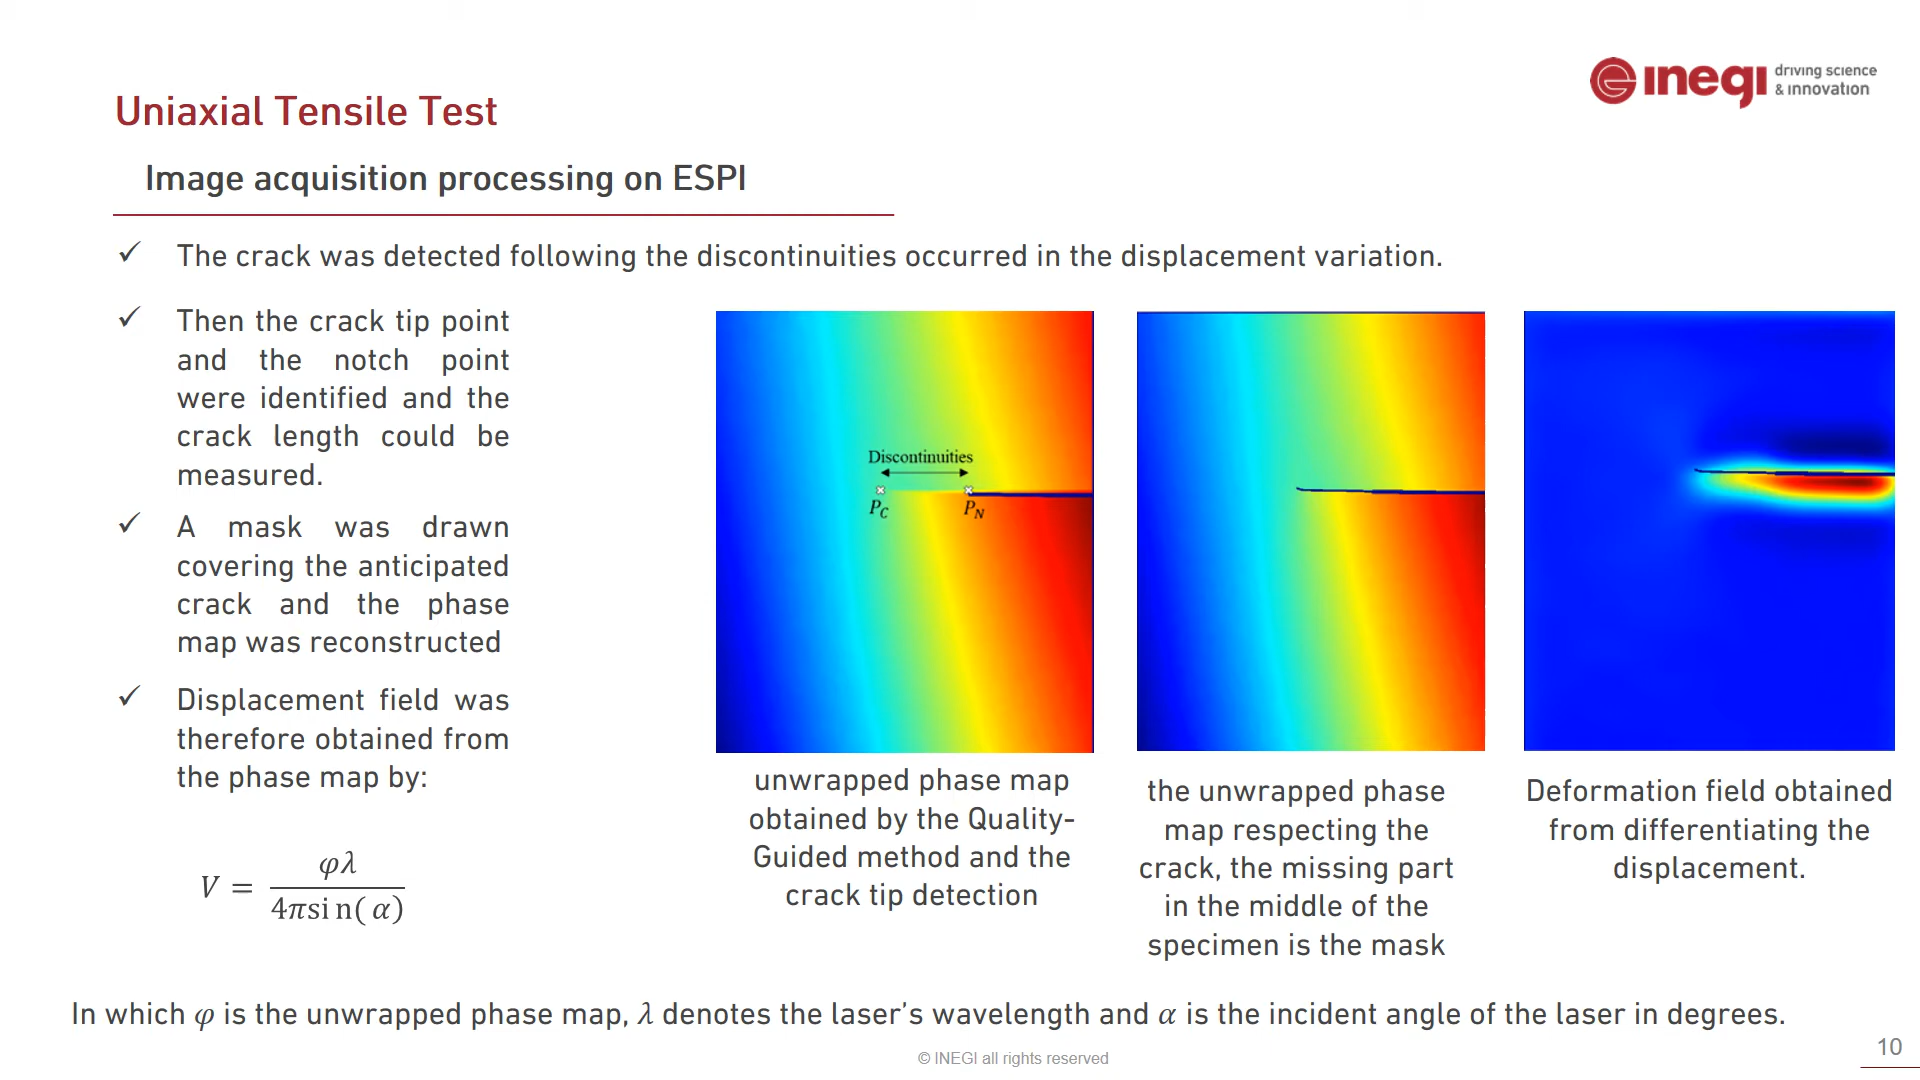 inegi driving science
& innovation
Uniaxial Tensile Test
Image acquisition processing on ESPI
✓ The crack was detected following the discontinuities occurred in the displacement variation.
✓ Then the crack tip point
and the notch point
were identified and the
crack length could be
measured.
✓ A mask was drawn
covering the anticipated
crack and the phase
map was reconstructed
✓ Displacement field was
therefore obtained from
the phase map by:
V = φλ / 4πsin(α)
Discontinuities
P_C P_N
unwrapped phase map
obtained by the Quality-
Guided method and the
crack tip detection
the unwrapped phase
map respecting the
crack, the missing part
in the middle of the
specimen is the mask
Deformation field obtained
from differentiating the
displacement.
In which φ is the unwrapped phase map, λ denotes the laser's wavelength and α is the incident angle of the laser in degrees.
© INEGI all rights reserved
10